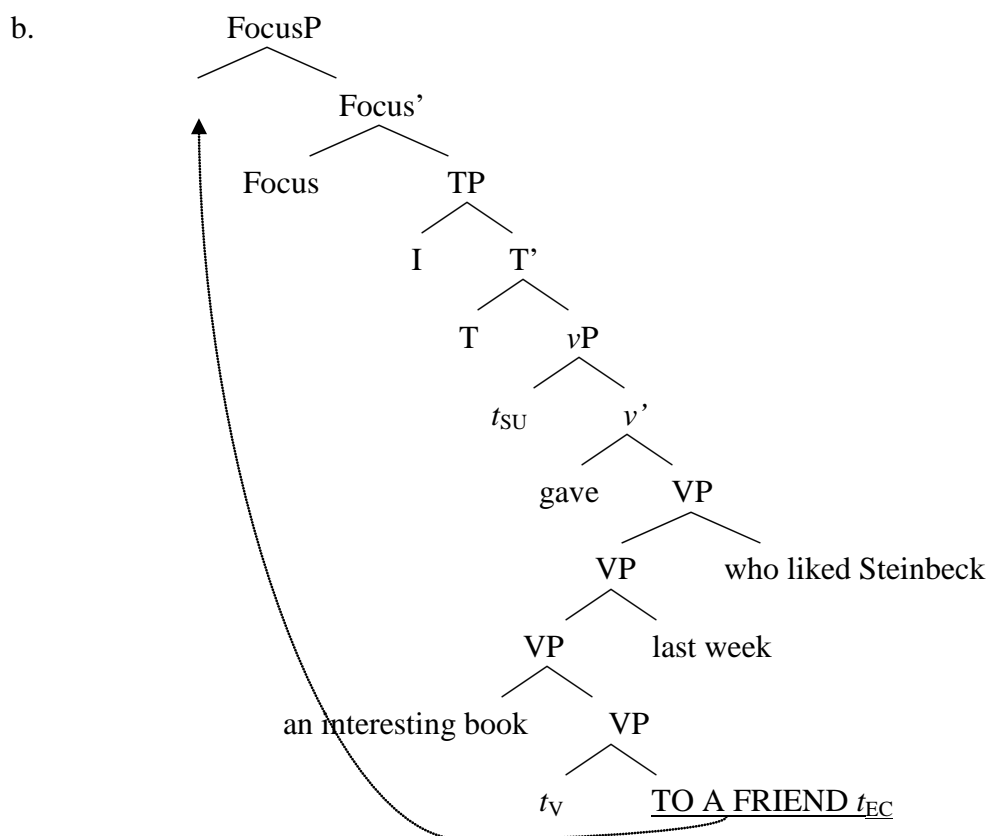 b. FocusP
Focus’
Focus TP
I T’
T vP
tSU v’
gave VP
VP who liked Steinbeck
VP last week
an interesting book VP
tV TO A FRIEND tEC